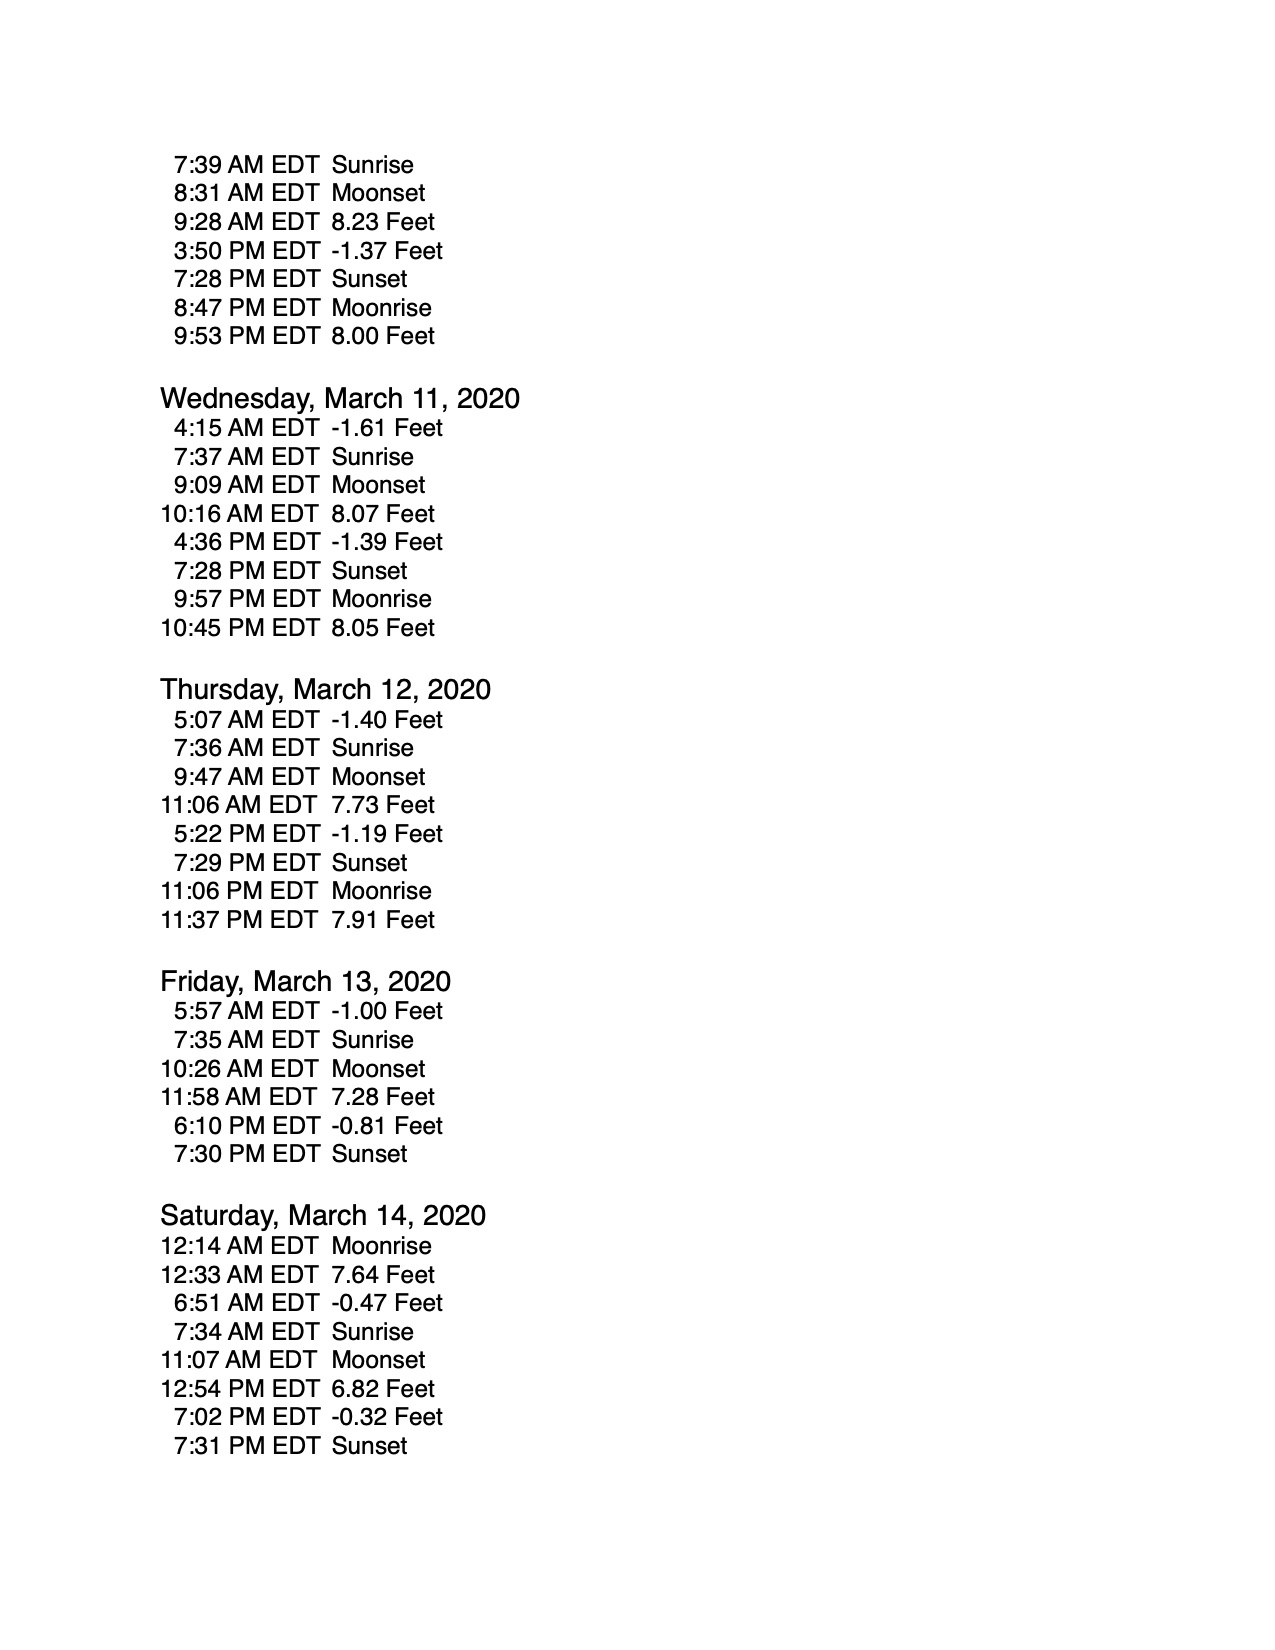 7:39 AM EDT Sunrise
8:31 AM EDT Moonset
9:28 AM EDT 8.23 Feet
3:50 PM EDT -1.37 Feet
7:28 PM EDT Sunset
8:47 PM EDT Moonrise
9:53 PM EDT 8.00 Feet
Wednesday, March 11, 2020
4:15 AM EDT -1.61 Feet
7:37 AM EDT Sunrise
9:09 AM EDT Moonset
10:16 AM EDT 8.07 Feet
4:36 PM EDT -1.39 Feet
7:28 PM EDT Sunset
9:57 PM EDT Moonrise
10:45 PM EDT 8.05 Feet
Thursday, March 12, 2020
5:07 AM EDT -1.40 Feet
7:36 AM EDT Sunrise
9:47 AM EDT Moonset
11:06 AM EDT 7.73 Feet
5:22 PM EDT -1.19 Feet
7:29 PM EDT Sunset
11:06 PM EDT Moonrise
11:37 PM EDT 7.91 Feet
Friday, March 13, 2020
5:57 AM EDT -1.00 Feet
7:35 AM EDT Sunrise
10:26 AM EDT Moonset
11:58 AM EDT 7.28 Feet
6:10 PM EDT -0.81 Feet
7:30 PM EDT Sunset
Saturday, March 14, 2020
12:14 AM EDT Moonrise
12:33 AM EDT 7.64 Feet
6:51 AM EDT -0.47 Feet
7:34 AM EDT Sunrise
11:07 AM EDT Moonset
12:54 PM EDT 6.82 Feet
7:02 PM EDT -0.32 Feet
7:31 PM EDT Sunset